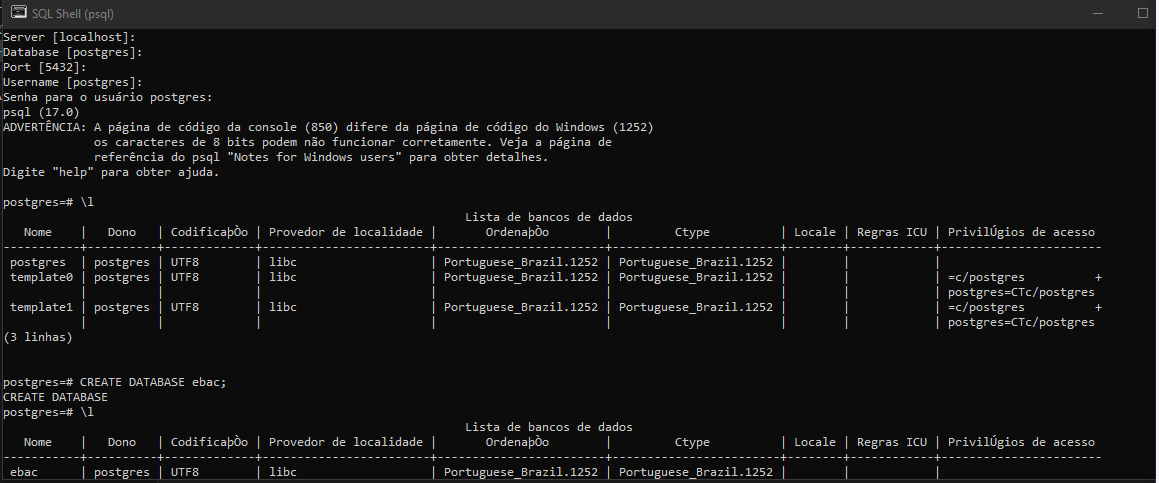 SQL Shell (psql)
Server [localhost]:
Database [postgres]:
Port [5432]:
Username [postgres]:
Senha para o usuário postgres:
psql (17.0)
ADVERTÊNCIA: A página de código da console (850) difere da página de código do Windows (1252)
             os caracteres de 8 bits podem não funcionar corretamente. Veja a página de
             referência do psql "Notes for Windows users" para obter detalhes.
Digite "help" para obter ajuda.
postgres=# \l
                                                                  Lista de bancos de dados
   Nome    |   Dono   | CodificaþÒo | Provedor de localidade |       OrdenaþÒo        |         Ctype          | Locale | Regras ICU | PrivilÚgios de acesso
-----------+----------+-------------+------------------------+------------------------+------------------------+--------+------------+-----------------------
 postgres  | postgres | UTF8        | libc                   | Portuguese_Brazil.1252 | Portuguese_Brazil.1252 |        |            |
 template0 | postgres | UTF8        | libc                   | Portuguese_Brazil.1252 | Portuguese_Brazil.1252 |        |            | =c/postgres          +
           |          |             |                        |                        |                        |        |            | postgres=CTc/postgres
 template1 | postgres | UTF8        | libc                   | Portuguese_Brazil.1252 | Portuguese_Brazil.1252 |        |            | =c/postgres          +
           |          |             |                        |                        |                        |        |            | postgres=CTc/postgres
(3 linhas)
postgres=# CREATE DATABASE ebac;
CREATE DATABASE
postgres=# \l
                                                                  Lista de bancos de dados
   Nome    |   Dono   | CodificaþÒo | Provedor de localidade |       OrdenaþÒo        |         Ctype          | Locale | Regras ICU | PrivilÚgios de acesso
-----------+----------+-------------+------------------------+------------------------+------------------------+--------+------------+-----------------------
 ebac      | postgres | UTF8        | libc                   | Portuguese_Brazil.1252 | Portuguese_Brazil.1252 |        |            |